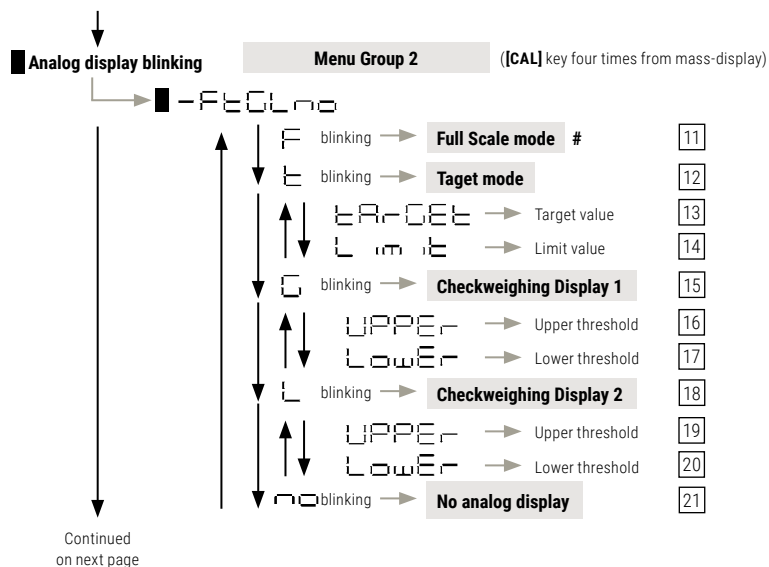 Analog display blinking Menu Group 2 ([CAL] key four times from mass-display)
-FtGLno
F blinking Full Scale mode # 11
t blinking Taget mode 12
tArGEt Target value 13
L imit Limit value 14
G blinking Checkweighing Display 1 15
UPPEr Upper threshold 16
LowEr Lower threshold 17
L blinking Checkweighing Display 2 18
UPPEr Upper threshold 19
LowEr Lower threshold 20
no blinking No analog display 21
Continued
on next page